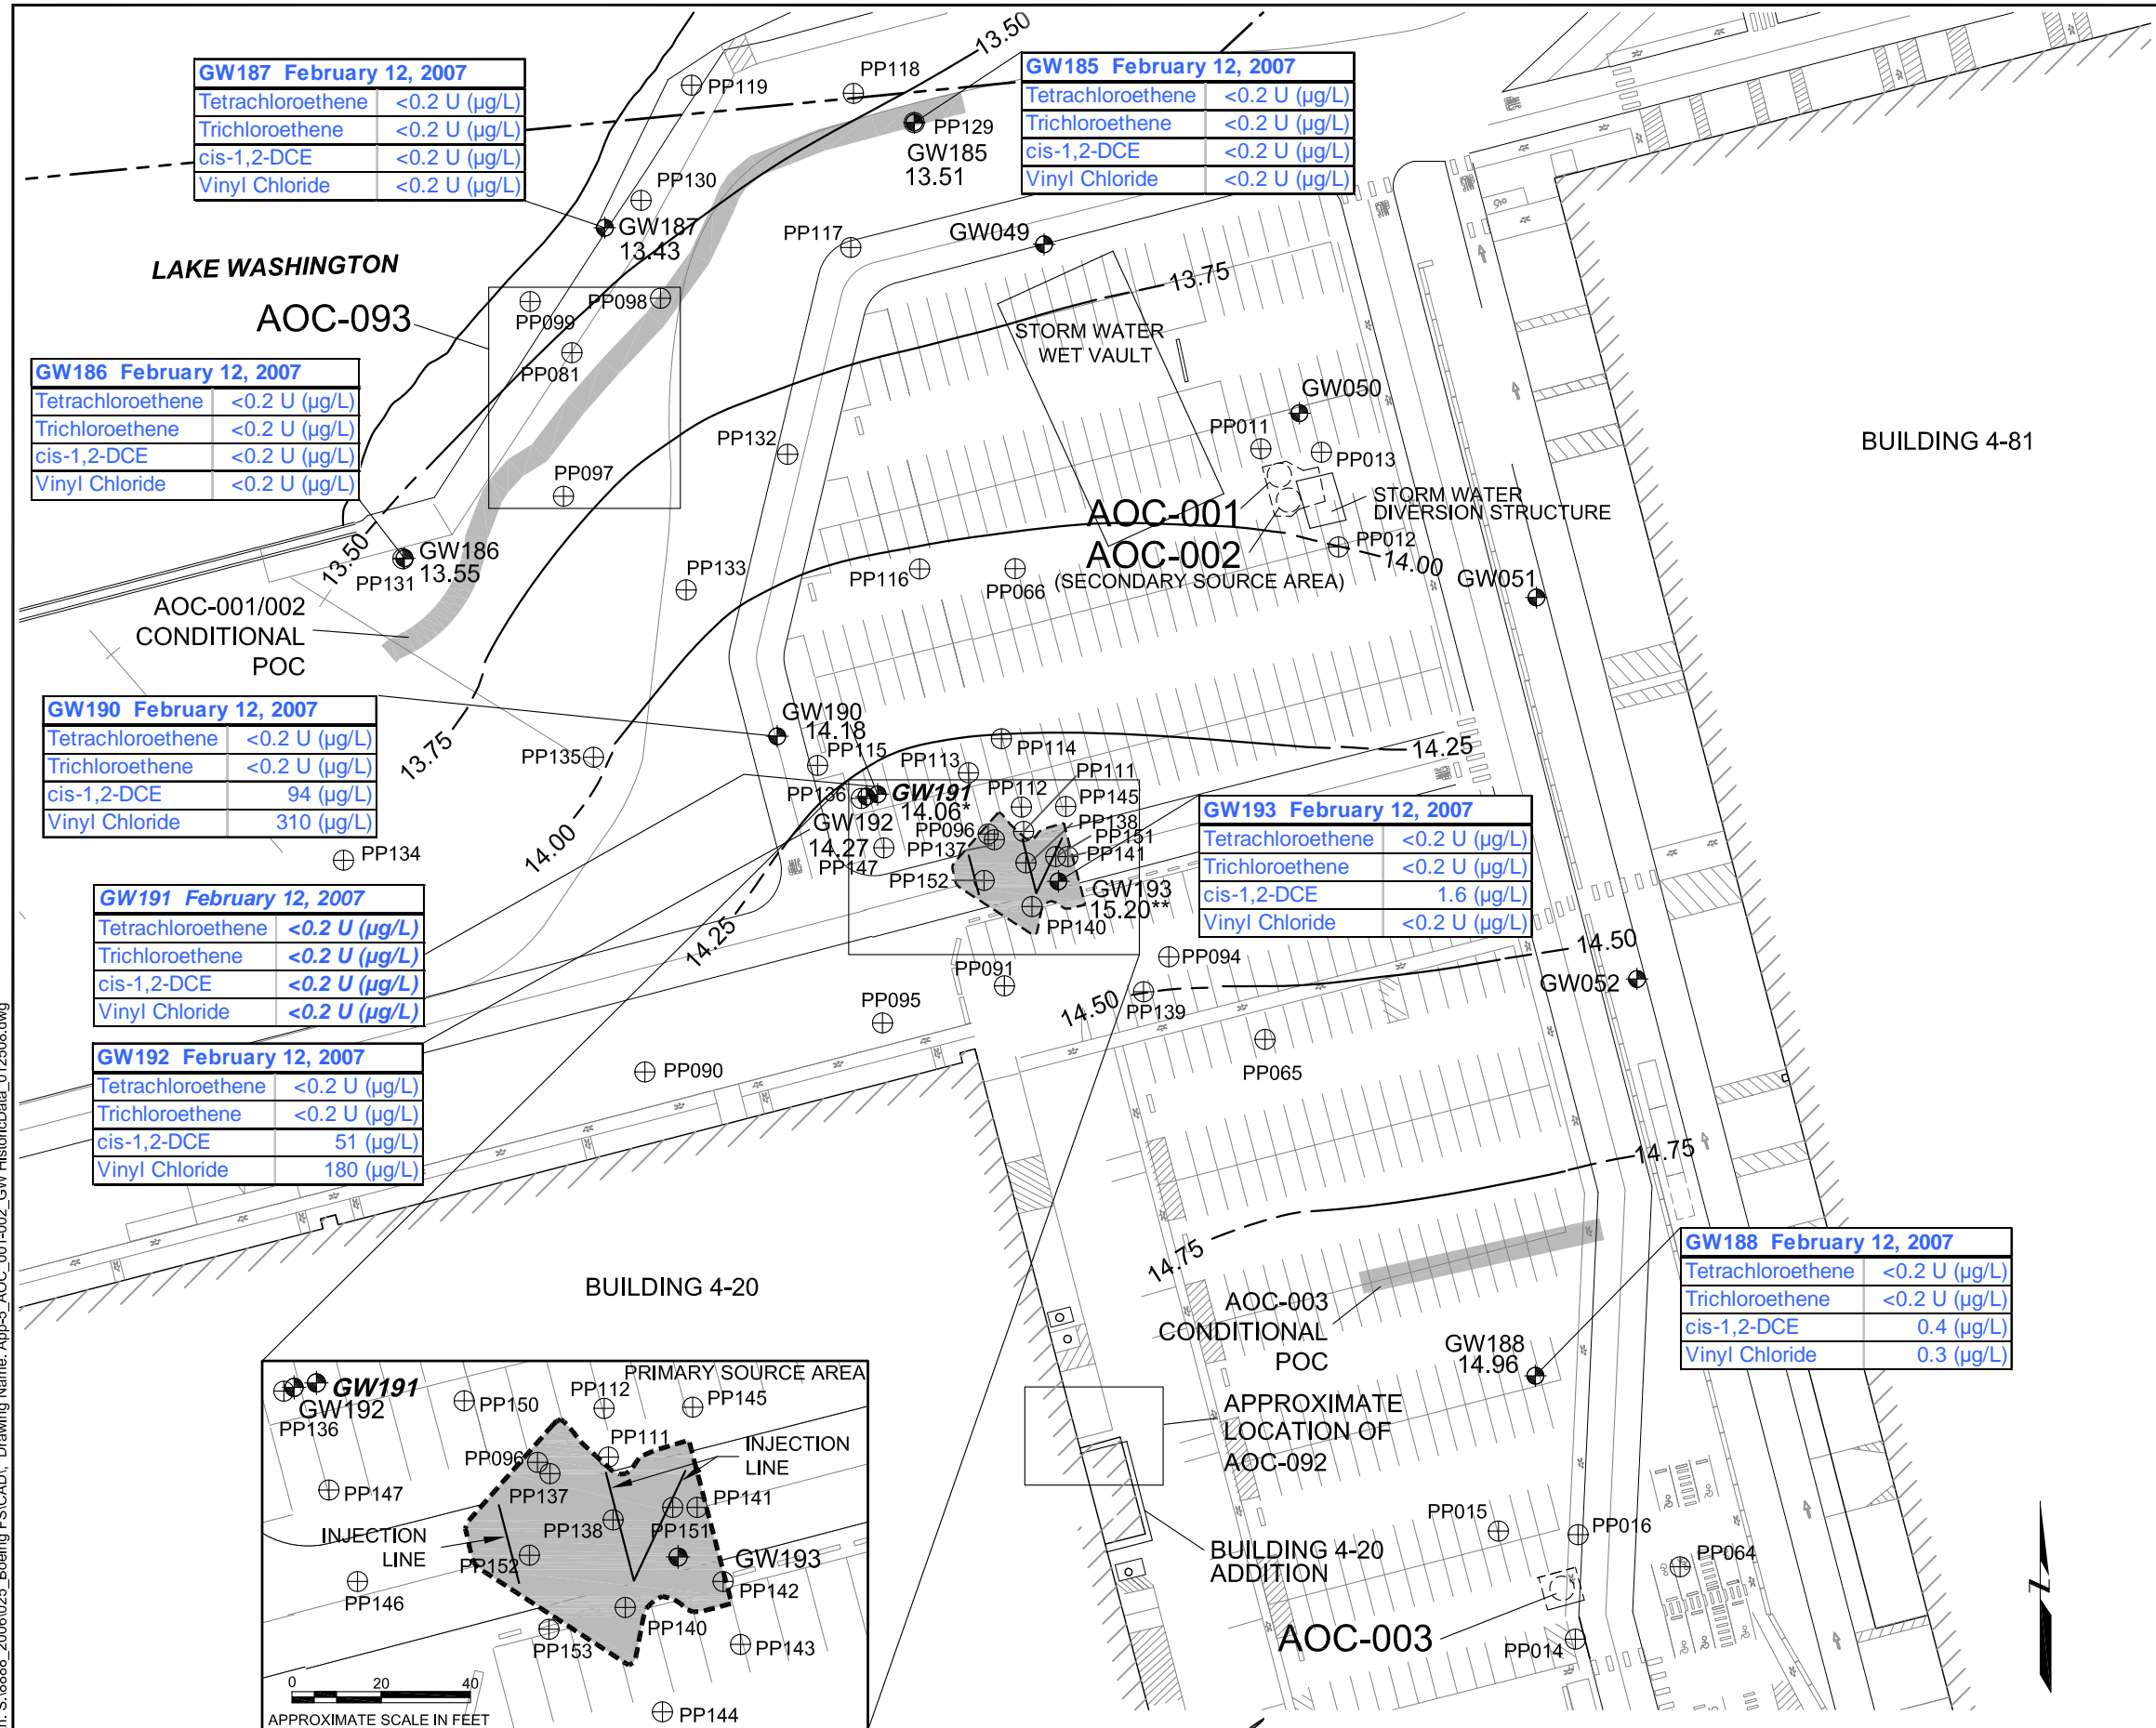 13.50
GW187 February 12, 2007
Tetrachloroethene <0.2 U (µg/L)
Trichloroethene <0.2 U (µg/L)
cis-1,2-DCE <0.2 U (µg/L)
Vinyl Chloride <0.2 U (µg/L)
PP119
PP118
GW185 February 12, 2007
Tetrachloroethene <0.2 U (µg/L)
Trichloroethene <0.2 U (µg/L)
cis-1,2-DCE <0.2 U (µg/L)
Vinyl Chloride <0.2 U (µg/L)
PP129
GW185
13.51
PP130
GW187
13.43
PP117
GW049
LAKE WASHINGTON
AOC-093
PP099
PP098
PP081
PP097
13.75
STORM WATER
WET VAULT
GW186 February 12, 2007
Tetrachloroethene <0.2 U (µg/L)
Trichloroethene <0.2 U (µg/L)
cis-1,2-DCE <0.2 U (µg/L)
Vinyl Chloride <0.2 U (µg/L)
GW050
PP011
PP013
PP132
BUILDING 4-81
AOC-001
AOC-002
(SECONDARY SOURCE AREA)
STORM WATER
DIVERSION STRUCTURE
PP012
14.00
GW051
13.50
GW186
13.55
PP131
PP133
PP116
PP066
AOC-001/002
CONDITIONAL
POC
GW190 February 12, 2007
Tetrachloroethene <0.2 U (µg/L)
Trichloroethene <0.2 U (µg/L)
cis-1,2-DCE 94 (µg/L)
Vinyl Chloride 310 (µg/L)
13.75
PP135
GW190
14.18
PP115
PP113
PP114
14.25
PP111
PP136
GW191
14.06*
PP112
PP145
GW192
14.27
PP096
PP138
PP137
PP151
PP141
PP147
PP152
GW193
15.20**
PP140
GW193 February 12, 2007
Tetrachloroethene <0.2 U (µg/L)
Trichloroethene <0.2 U (µg/L)
cis-1,2-DCE 1.6 (µg/L)
Vinyl Chloride <0.2 U (µg/L)
PP134
14.00
14.25
GW191 February 12, 2007
Tetrachloroethene <0.2 U (µg/L)
Trichloroethene <0.2 U (µg/L)
cis-1,2-DCE <0.2 U (µg/L)
Vinyl Chloride <0.2 U (µg/L)
PP094
14.50
PP091
GW052
14.50
PP139
PP095
PP065
PP090
GW192 February 12, 2007
Tetrachloroethene <0.2 U (µg/L)
Trichloroethene <0.2 U (µg/L)
cis-1,2-DCE 51 (µg/L)
Vinyl Chloride 180 (µg/L)
14.75
14.75
BUILDING 4-20
GW188 February 12, 2007
Tetrachloroethene <0.2 U (µg/L)
Trichloroethene <0.2 U (µg/L)
cis-1,2-DCE 0.4 (µg/L)
Vinyl Chloride 0.3 (µg/L)
AOC-003
CONDITIONAL
POC
GW188
14.96
APPROXIMATE
LOCATION OF
AOC-092
PP015
PP016
PP064
BUILDING 4-20
ADDITION
AOC-003
PP014
PRIMARY SOURCE AREA
GW191
GW192
PP136
PP150
PP112
PP145
PP111
INJECTION
LINE
PP096
PP137
PP147
PP141
PP138
PP151
INJECTION
LINE
PP152
GW193
PP142
PP146
PP140
PP153
PP143
PP144
0 20 40
APPROXIMATE SCALE IN FEET